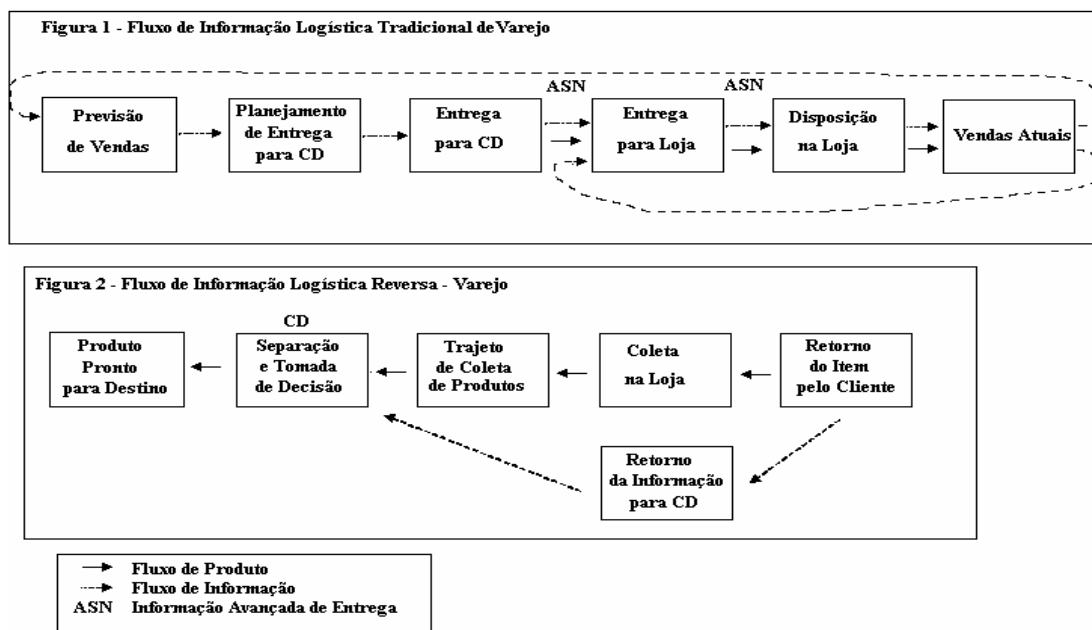 Figura 1 - Fluxo de Informação Logística Tradicional de Varejo
ASN
ASN
Previsão
de Vendas
Planejamento
de Entrega
para CD
Entrega
para CD
Entrega
para Loja
Disposição
na Loja
Vendas Atuais
Figura 2 - Fluxo de Informação Logística Reversa - Varejo
Produto
Pronto
para Destino
CD
Separação
e Tomada
de Decisão
Trajeto
de Coleta
de Produtos
Coleta
na Loja
Retorno
do Item
pelo Cliente
Retorno
da Informação
para CD
Fluxo de Produto
Fluxo de Informação
ASN Informação Avançada de Entrega